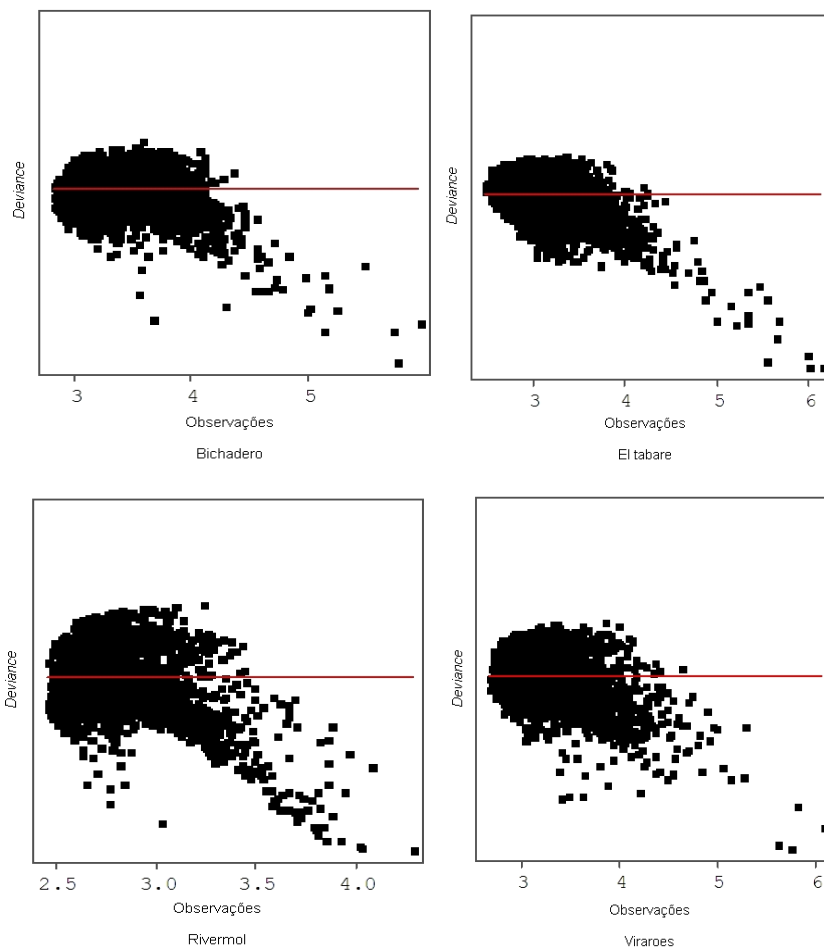 Deviance
3 4 5
Observações
Bichadero
Deviance
3 4 5 6
Observações
El tabare
Deviance
2.5 3.0 3.5 4.0
Observações
Rivermol
Deviance
3 4 5 6
Observações
Viraroes